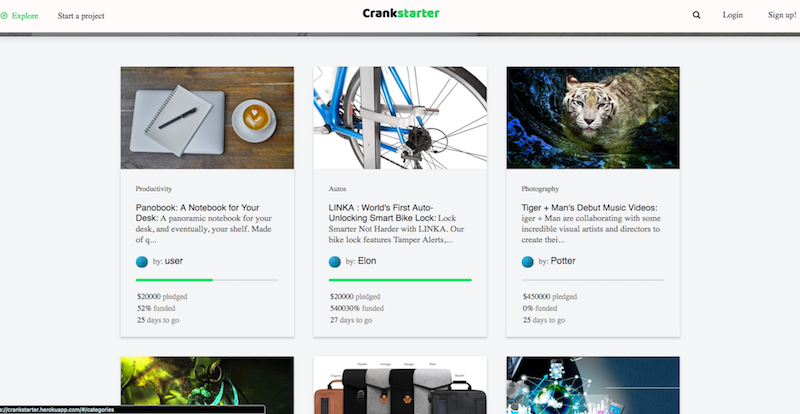 Explore
Start a project
Crankstarter
Login
Sign up!
Productivity
Panobook: A Notebook for Your
Desk: A panoramic notebook for your
desk, and eventually, your shelf. Made
of q...
by: user
$20000 pledged
52% funded
25 days to go
Autos
LINKA : World's First Auto-
Unlocking Smart Bike Lock: Lock
Smarter Not Harder with LINKA. Our
bike lock features Tamper Alerts,...
by: Elon
$20000 pledged
540030% funded
27 days to go
Photography
Tiger + Man's Debut Music Videos:
iger + Man are collaborating with some
incredible visual artists and directors to
create thei...
by: Potter
$450000 pledged
0% funded
25 days to go
s://crankstarter.herokuapp.com/#/categories